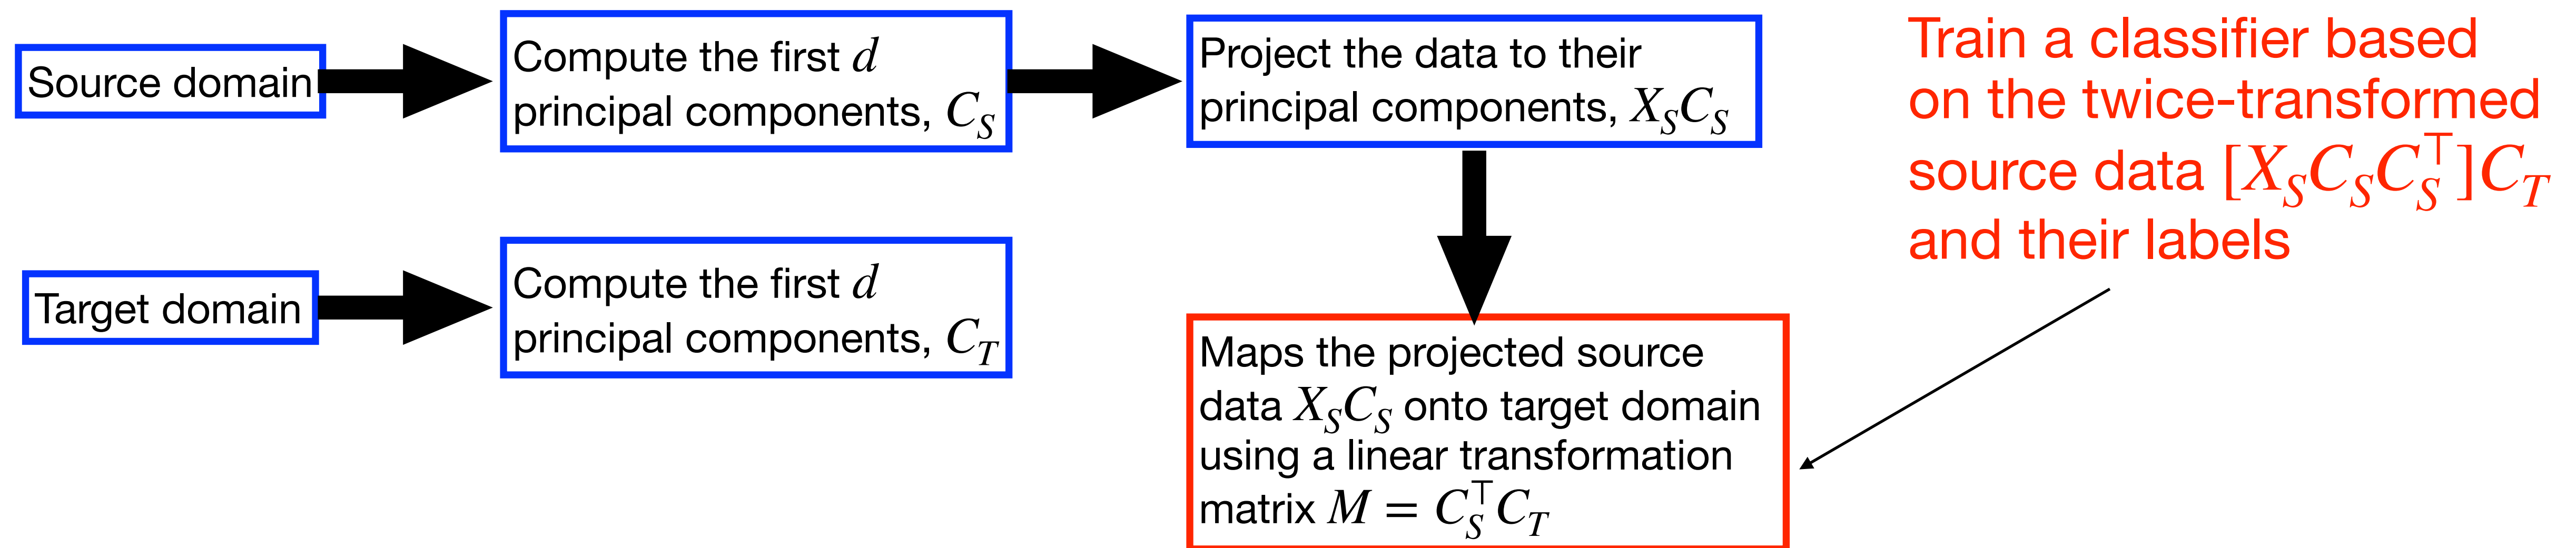 Source domain
Compute the first d
principal components, C_S
Project the data to their
principal components, X_S C_S
Train a classifier based
on the twice-transformed
source data [X_S C_S C_S^⊤]C_T
and their labels
Target domain
Compute the first d
principal components, C_T
Maps the projected source
data X_S C_S onto target domain
using a linear transformation
matrix M = C_S^⊤ C_T